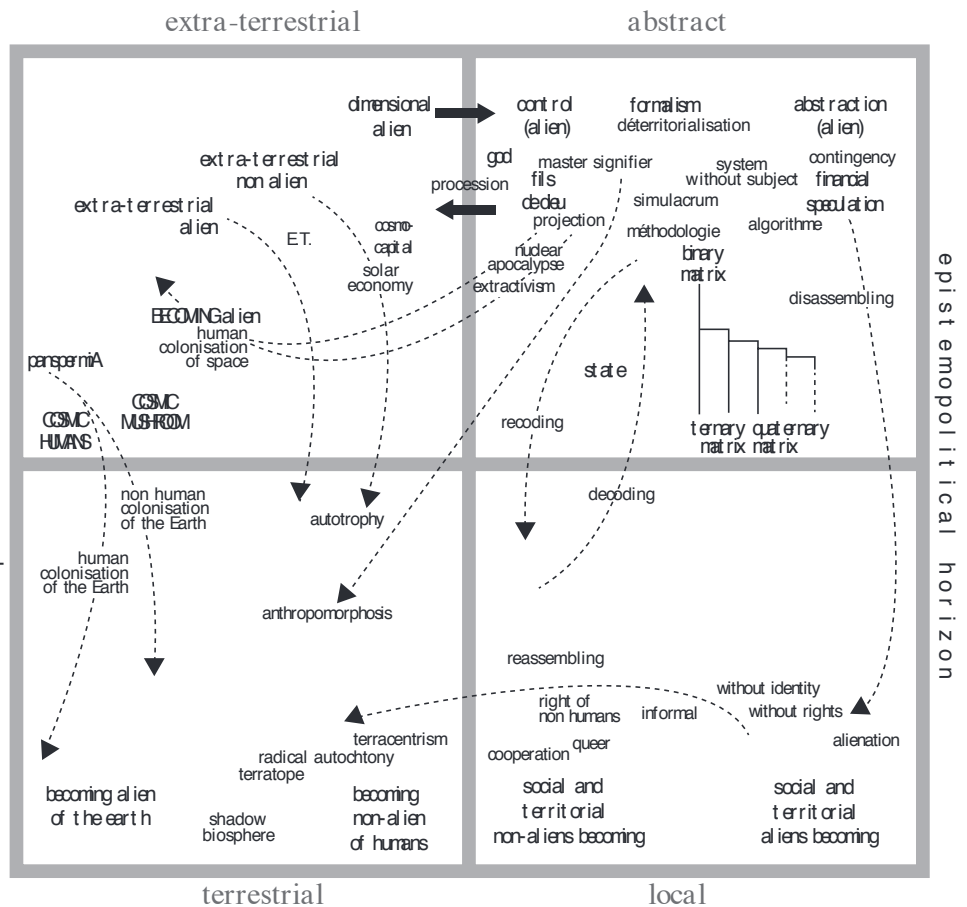 extra-terrestrial
abstract
dimensional
alien
extra-terrestrial
non alien
extra-terrestrial
alien
E.T.
cosmo-
capital
solar
economy
BECOMING alien
human
colonisation
of space
panspermiA
COSMIC
HUMANS
COSMIC
MUSHROOM
control
(alien)
formalism
déterritorialisation
abstraction
(alien)
god
procession
master signifier
fils
dedeu
projection
system
without subject
contingency
financial
speculation
simulacrum
algorithme
méthodologie
nuclear
apocalypse
extractivism
binary
matrix
disassembling
state
recoding
ternary
matrix
quaternary
matrix
epistemopolitical horizon
non human
colonisation
of the Earth
autotrophy
human
colonisation
of the Earth
anthropomorphosis
terracentrism
radical autochtony
terratope
becoming alien
of the earth
shadow
biosphere
becoming
non-alien
of humans
decoding
reassembling
without identity
without rights
right of
non humans
informal
alienation
queer
cooperation
social and
territorial
non-aliens becoming
social and
territorial
aliens becoming
terrestrial
local